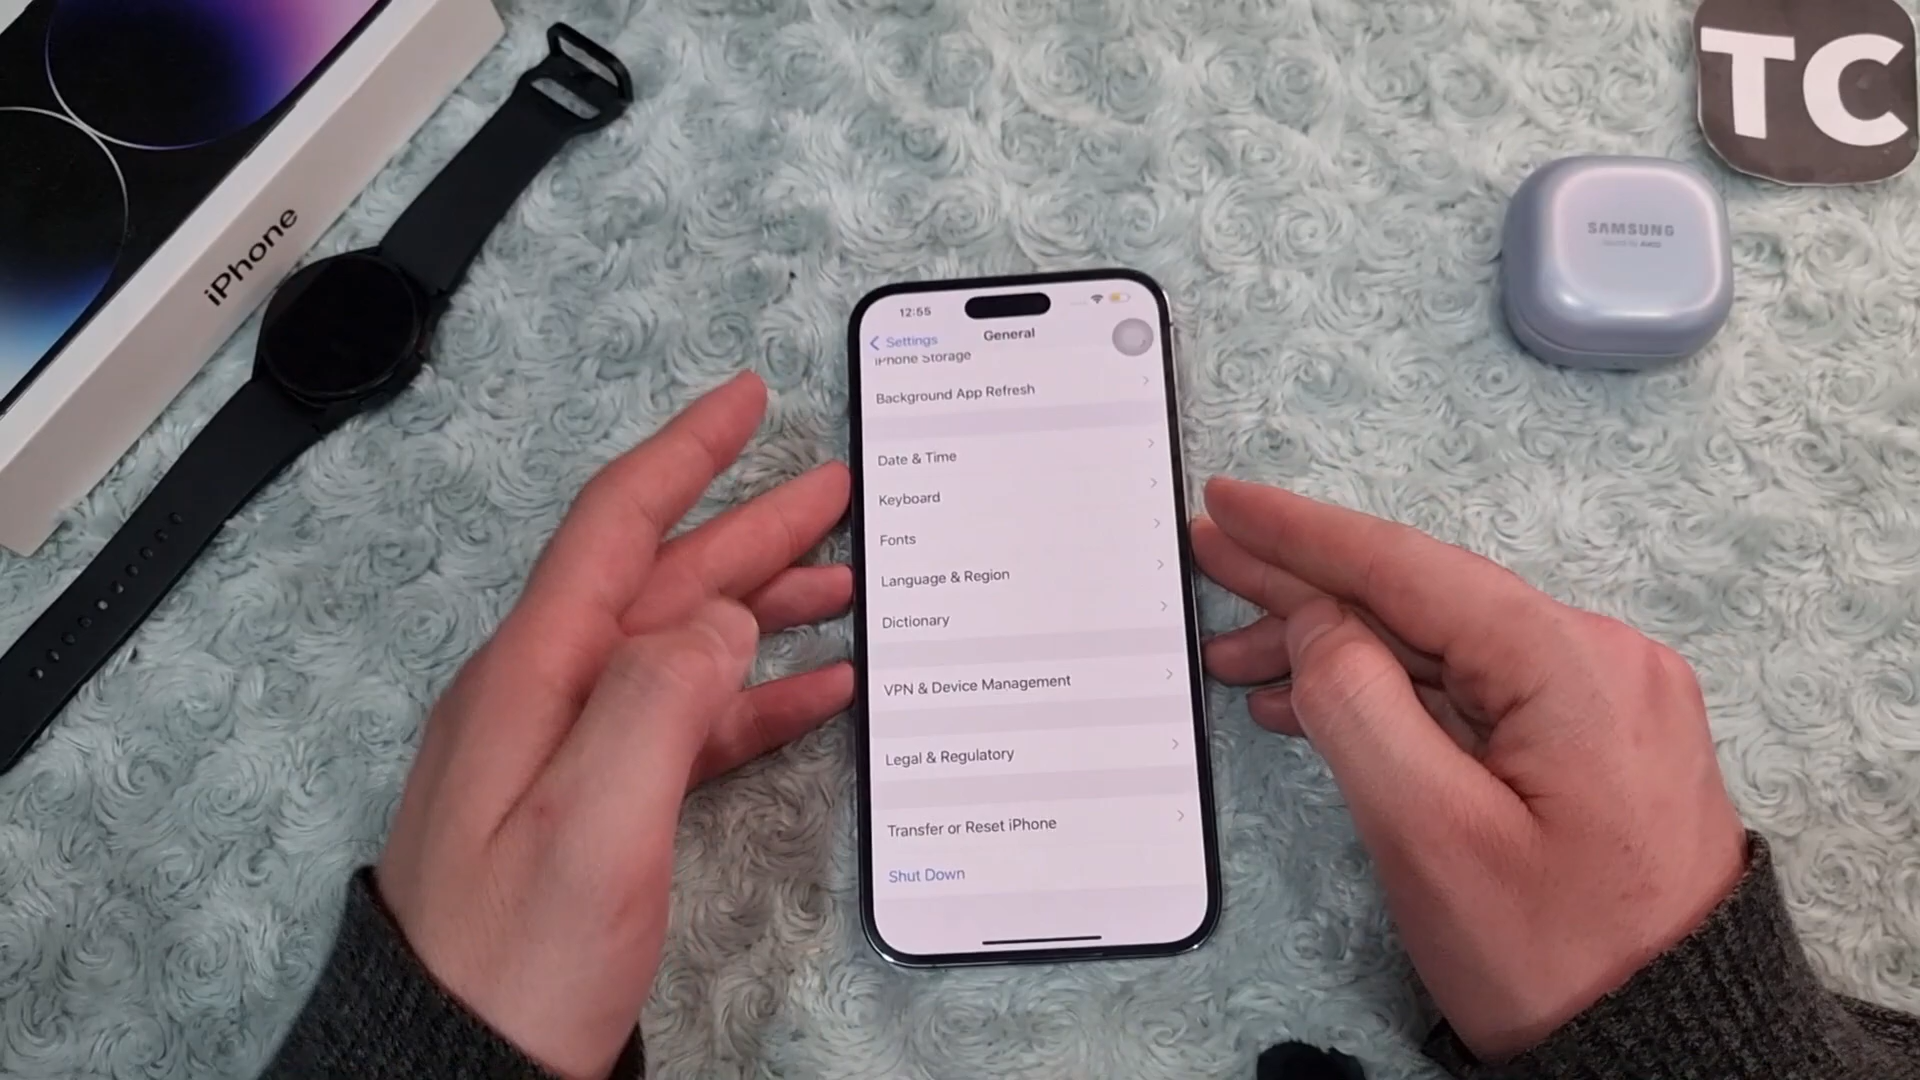 TC
iPhone
SAMSUNG
12:55
Settings
General
iPhone Storage
Background App Refresh
Date & Time
Keyboard
Fonts
Language & Region
Dictionary
VPN & Device Management
Legal & Regulatory
Transfer or Reset iPhone
Shut Down